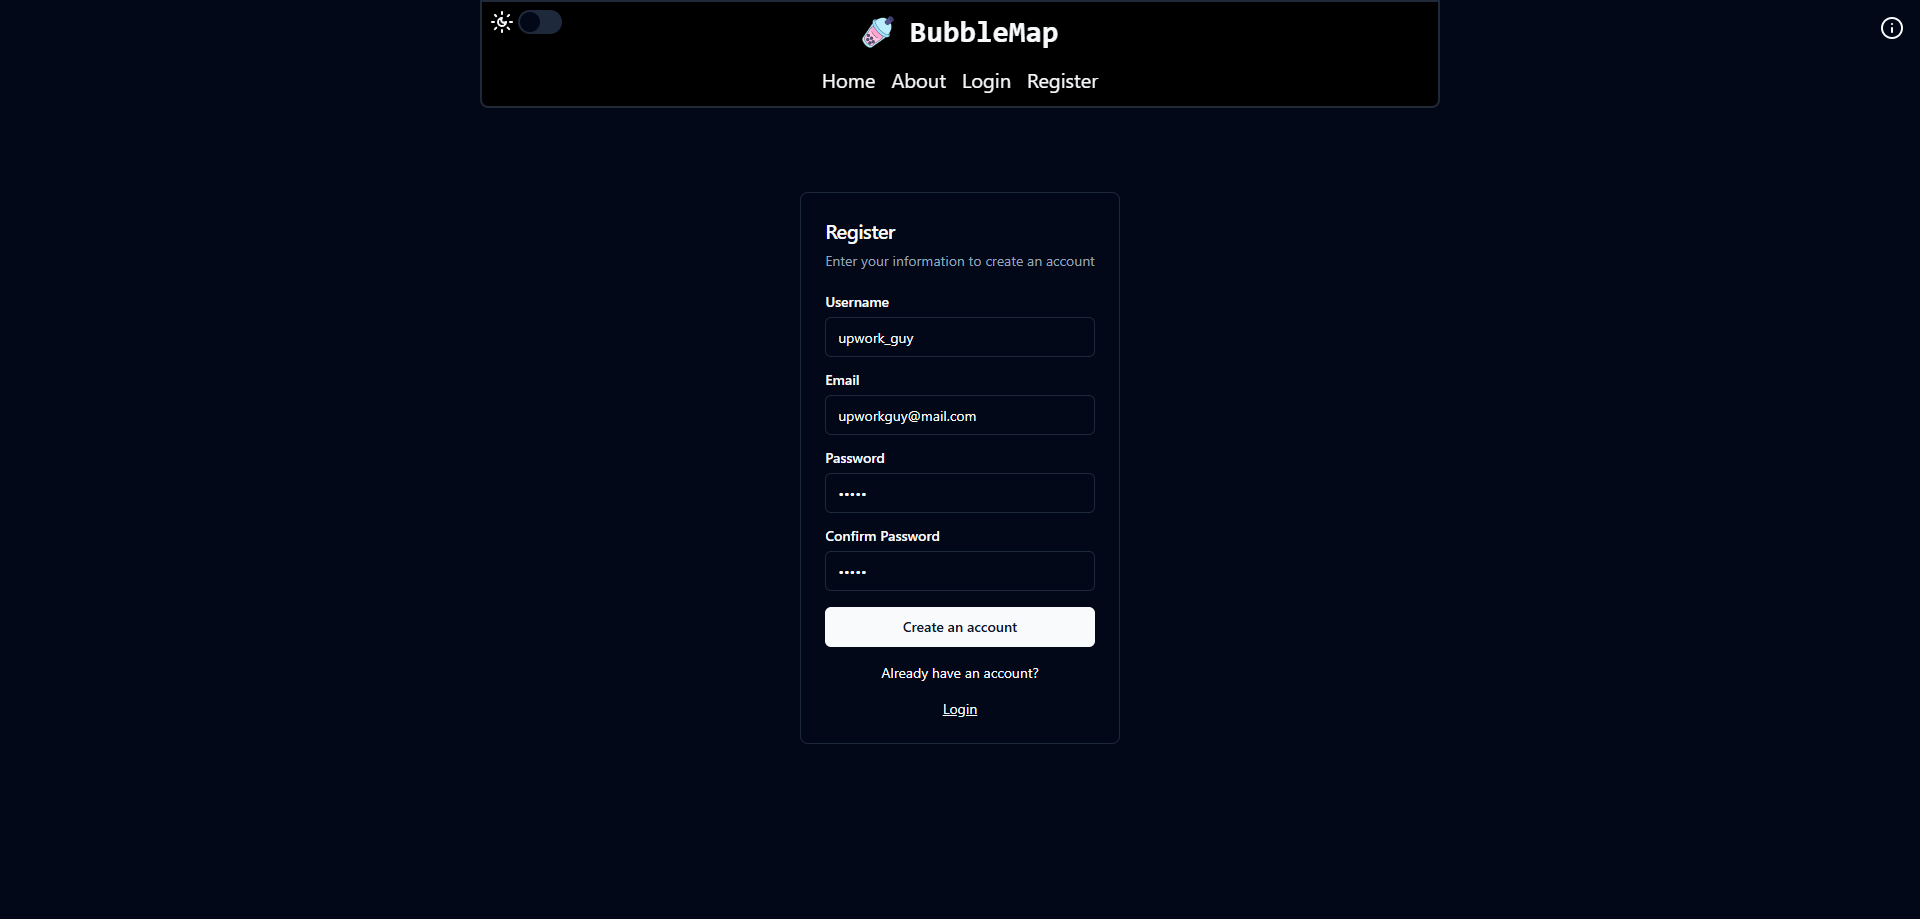 BubbleMap
Home About Login Register
Register
Enter your information to create an account
Username
upwork_guy
Email
upworkguy@mail.com
Password
•••••
Confirm Password
•••••
Create an account
Already have an account?
Login